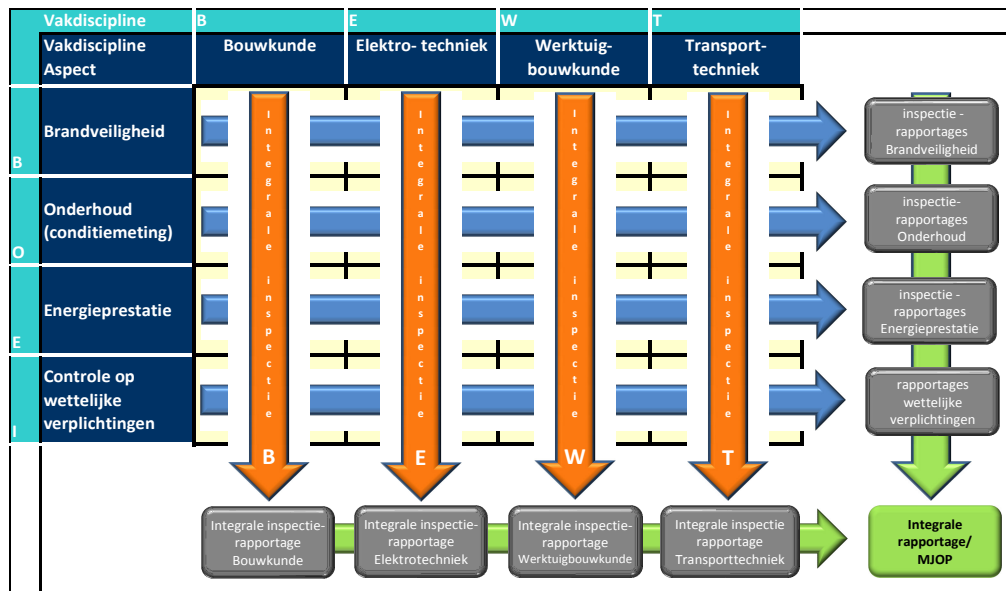 Vakdiscipline B E W T
Vakdiscipline
Aspect
Bouwkunde
Elektro- techniek
Werktuig-
bouwkunde
Transport-
techniek
Brandveiligheid
B
Onderhoud
(conditiemeting)
O
Energieprestatie
E
Controle op
wettelijke
verplichtingen
I
Integrale inspectie
B
Integrale inspectie
E
Integrale inspectie
W
Integrale inspectie
T
inspectie -
rapportages
Brandveiligheid
inspectie-
rapportages
Onderhoud
inspectie -
rapportages
Energieprestatie
rapportages
wettelijke
verplichtingen
Integrale inspectie-
rapportage
Bouwkunde
Integrale inspectie-
rapportage
Elektrotechniek
Integrale inspectie-
rapportage
Werktuigbouwkunde
Integrale inspectie
rapportage
Transporttechniek
Integrale
rapportage/
MJOP